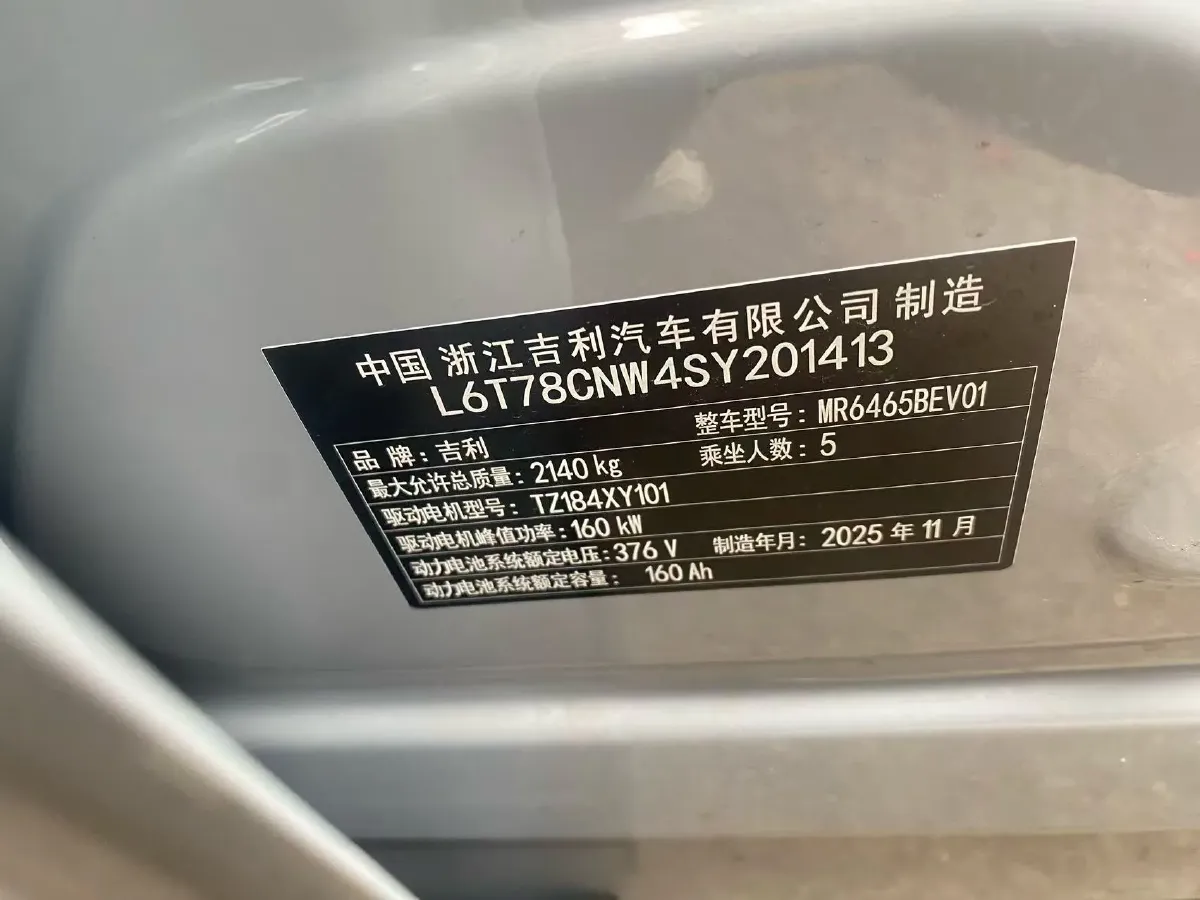 中国 浙江吉利汽车有限公司 制造
L6T78CNW4SY201413
品 牌：吉利 整车型号：MR6465BEV01
最大允许总质量：2140 kg 乘坐人数：5
驱动电机型号：TZ184XY101
驱动电机峰值功率：160 kW
动力电池系统额定电压：376 V 制造年月：2025 年 11 月
动力电池系统额定容量：160 Ah